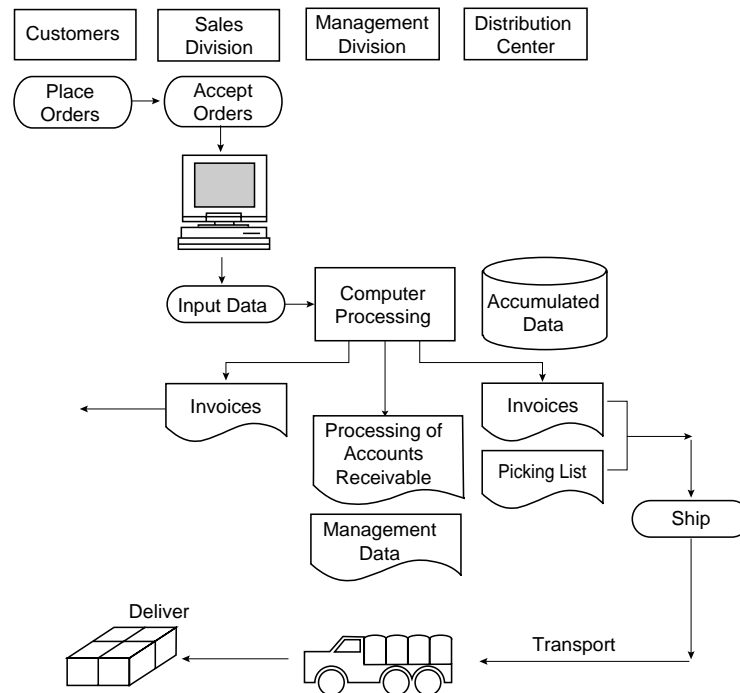 Customers
Sales
Division
Management
Division
Distribution
Center
Place
Orders
Accept
Orders
Input Data
Computer
Processing
Accumulated
Data
Invoices
Processing of
Accounts
Receivable
Invoices
Picking List
Management
Data
Ship
Deliver
Transport